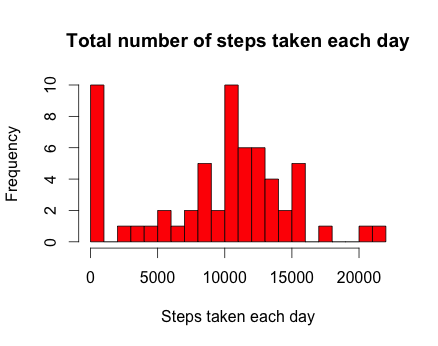 Total number of steps taken each day
Frequency
10
8
6
4
2
0
0 5000 10000 15000 20000
Steps taken each day